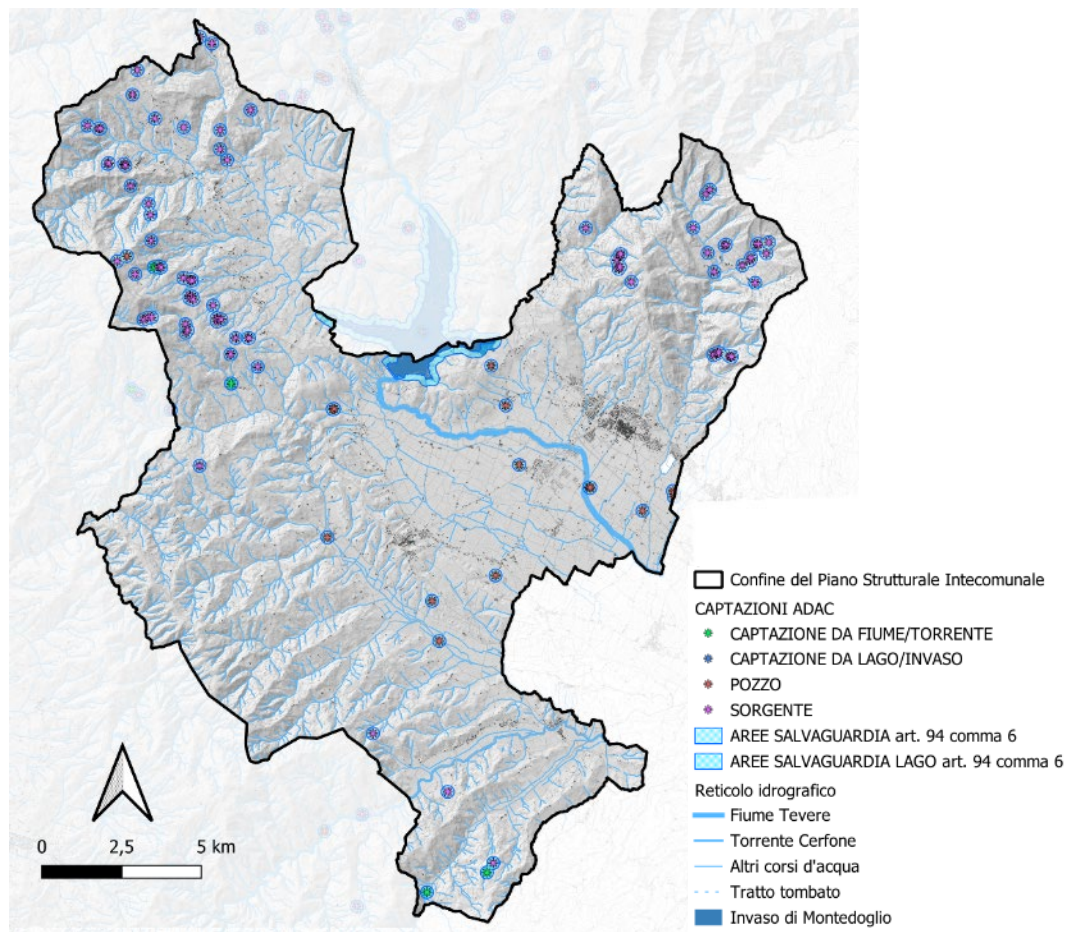 Confine del Piano Strutturale Intecomunale
CAPTAZIONI ADAC
CAPTAZIONE DA FIUME/TORRENTE
CAPTAZIONE DA LAGO/INVASO
POZZO
SORGENTE
AREE SALVAGUARDIA art. 94 comma 6
AREE SALVAGUARDIA LAGO art. 94 comma 6
Reticolo idrografico
Fiume Tevere
Torrente Cerfone
Altri corsi d'acqua
Tratto tombato
Invaso di Montedoglio
0 2,5 5 km